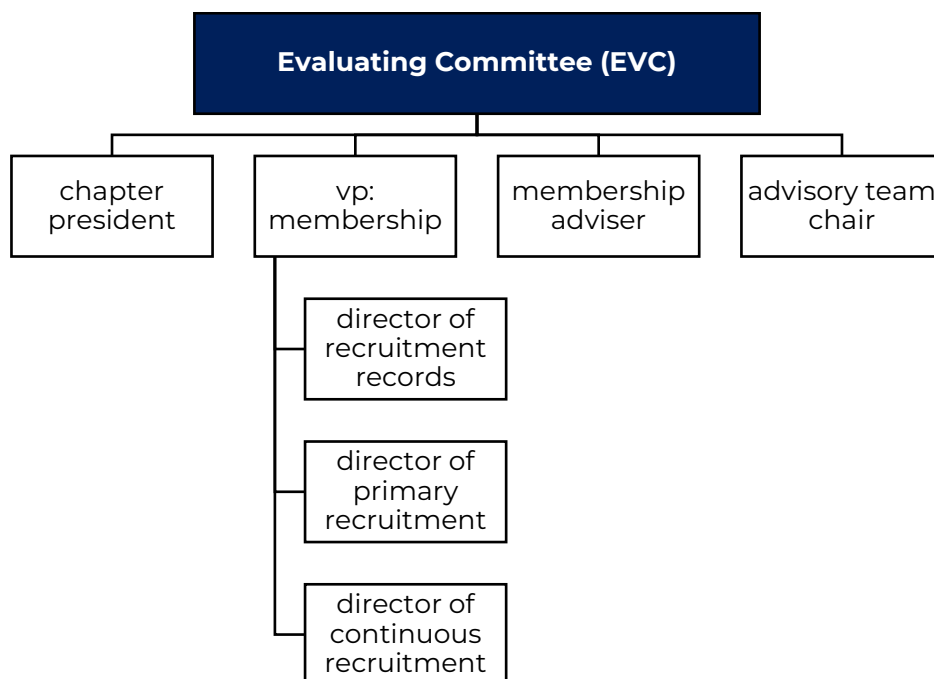 Evaluating Committee (EVC)
chapter
president
vp:
membership
membership
adviser
advisory team
chair
director of
recruitment
records
director of
primary
recruitment
director of
continuous
recruitment